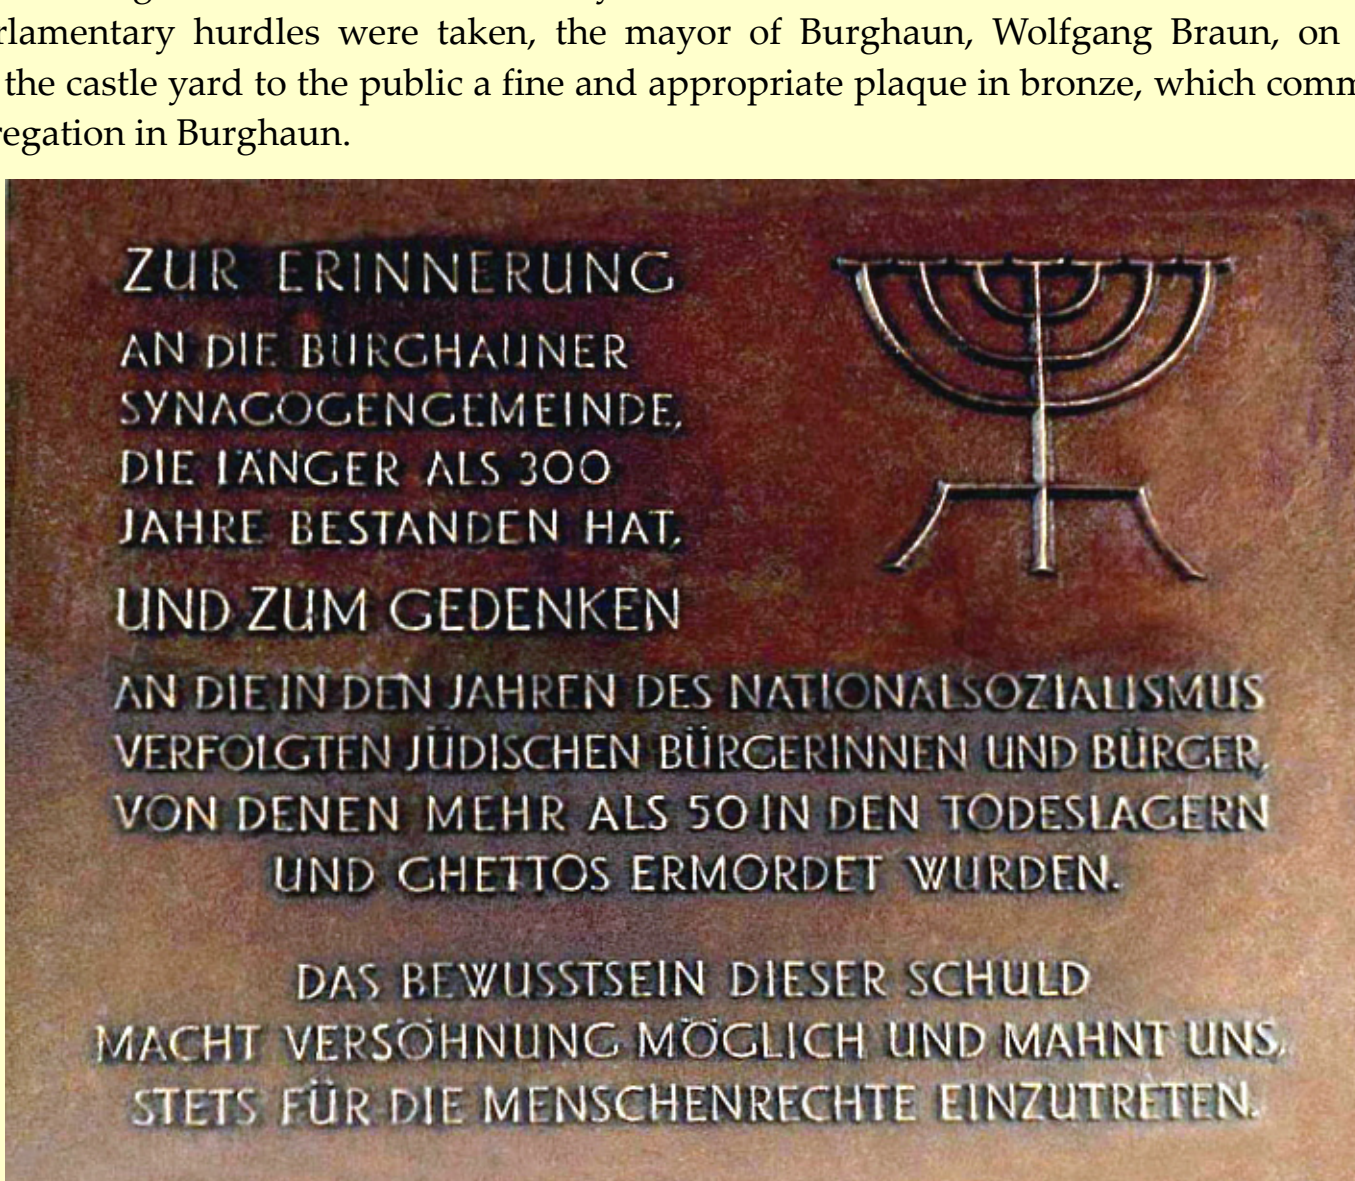 rlamentary hurdles were taken, the mayor of Burghaun, Wolfgang Braun, on
the castle yard to the public a fine and appropriate plaque in bronze, which comm
regation in Burghaun.
ZUR ERINNERUNG
AN DIE BURGHAUNER
SYNAGOGENGEMEINDE,
DIE LÄNGER ALS 300
JAHRE BESTANDEN HAT,
UND ZUM GEDENKEN
AN DIE IN DEN JAHREN DES NATIONALSOZIALISMUS
VERFOLGTEN JÜDISCHEN BÜRGERINNEN UND BÜRGER,
VON DENEN MEHR ALS 50 IN DEN TODESLAGERN
UND GHETTOS ERMORDET WURDEN.
DAS BEWUSSTSEIN DIESER SCHULD
MACHT VERSÖHNUNG MÖGLICH UND MAHNT UNS,
STETS FÜR DIE MENSCHENRECHTE EINZUTRETEN.